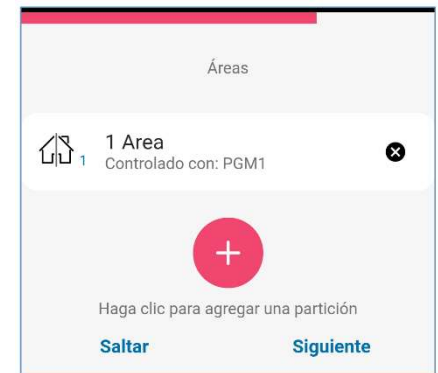 Áreas
1 Area
1
Controlado con: PGM1
Haga clic para agregar una partición
Saltar Siguiente